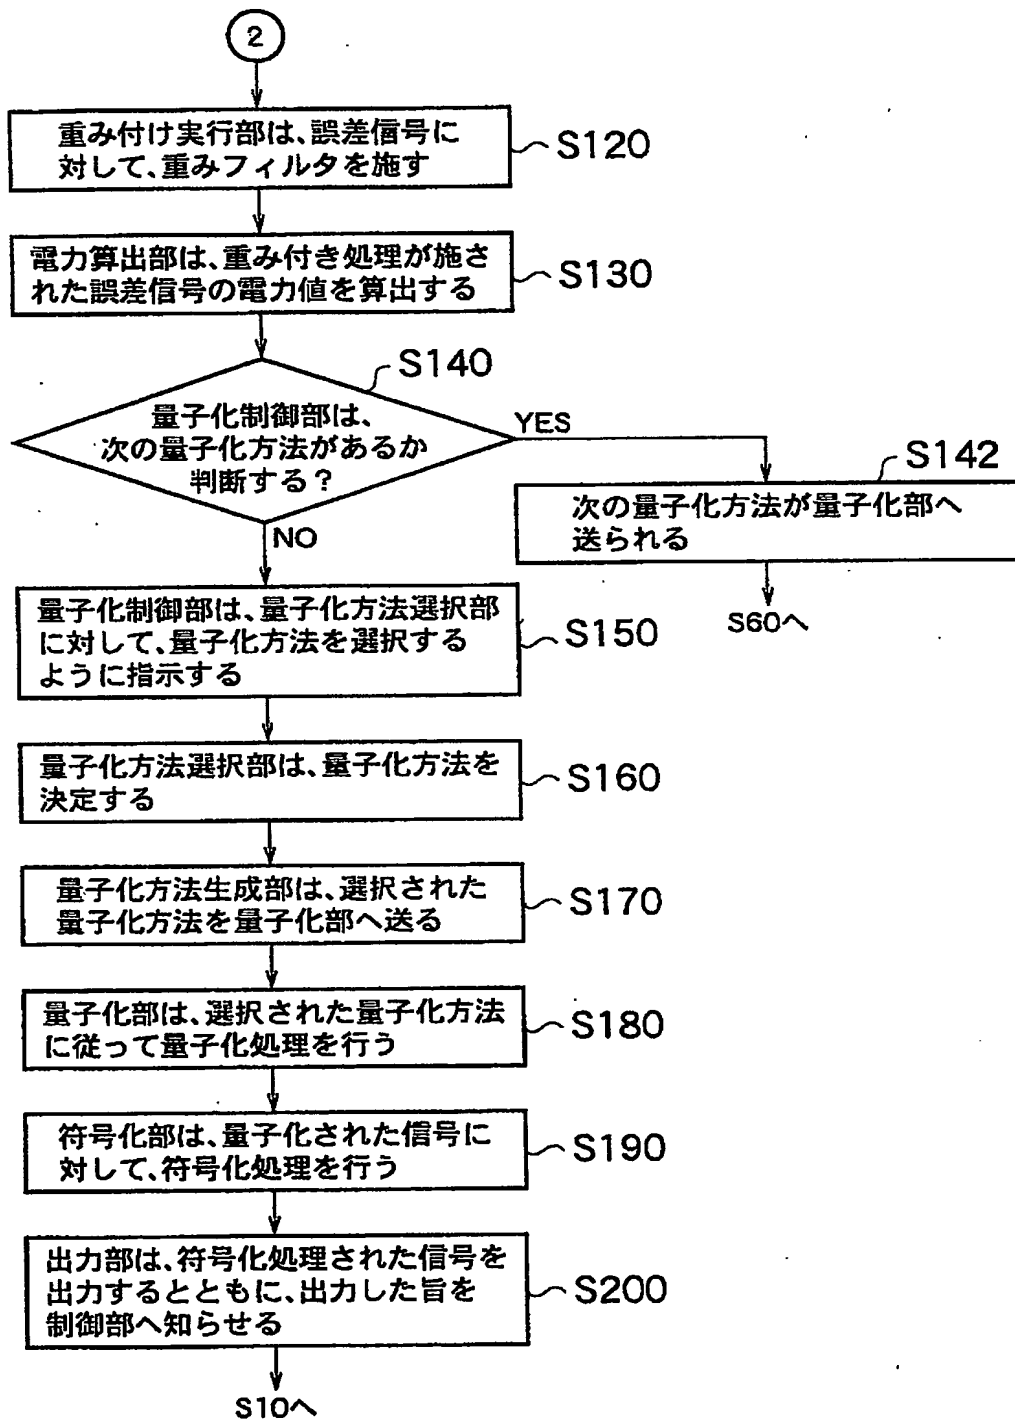 2
重み付け実行部は、誤差信号に
対して、重みフィルタを施す
S120
電力算出部は、重み付き処理が施さ
れた誤差信号の電力値を算出する
S130
S140
量子化制御部は、
次の量子化方法があるか
判断する？
YES
S142
次の量子化方法が量子化部へ
送られる
S60へ
NO
量子化制御部は、量子化方法選択部
に対して、量子化方法を選択する
ように指示する
S150
量子化方法選択部は、量子化方法を
決定する
S160
量子化方法生成部は、選択された
量子化方法を量子化部へ送る
S170
量子化部は、選択された量子化方法
に従って量子化処理を行う
S180
符号化部は、量子化された信号に
対して、符号化処理を行う
S190
出力部は、符号化処理された信号を
出力するとともに、出力した旨を
制御部へ知らせる
S200
S10へ